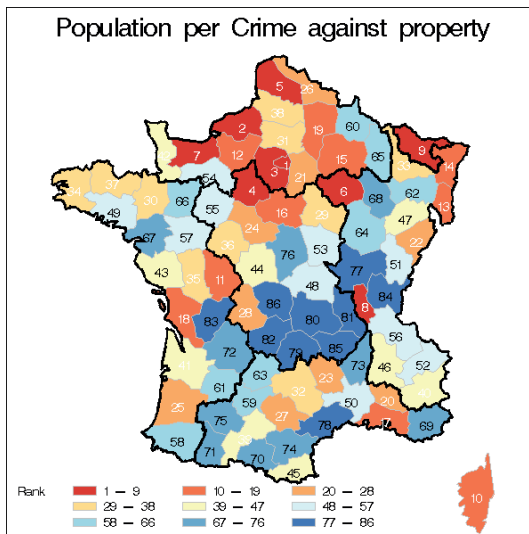 Population per Crime against property
5 26
38
2 60
19
7 12 31 9
3 1 15 65 14
54 21
4 6 68 62 13
34 37 30 66 55 16 29 47
49 24 64 22
67 57 36 76 53 51
43 44 77
35 11 48 84
18 83 28 86 80 81 8
82 79 85 56
72 52
41 63 23 73 46
61 32 40
25 59 50 20
75 27 78 69
58 74
71 70
45
10
Rank 1 – 9 10 – 19 20 – 28
29 – 38 39 – 47 48 – 57
58 – 66 67 – 76 77 – 86